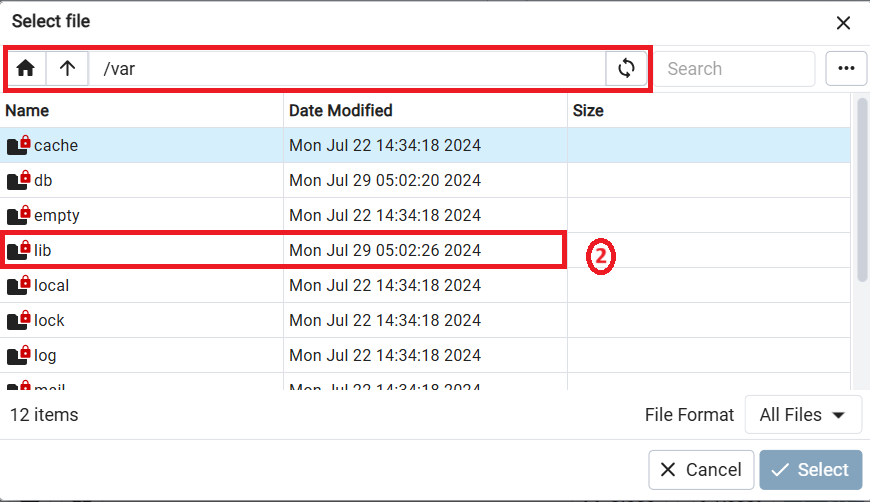 Select file
/var
Search
Name Date Modified Size
cache Mon Jul 22 14:34:18 2024
db Mon Jul 29 05:02:20 2024
empty Mon Jul 22 14:34:18 2024
lib Mon Jul 29 05:02:26 2024
2
local Mon Jul 22 14:34:18 2024
lock Mon Jul 22 14:34:18 2024
log Mon Jul 22 14:34:18 2024
mail Mon Jul 22 14:34:18 2024
12 items
File Format All Files
Cancel Select